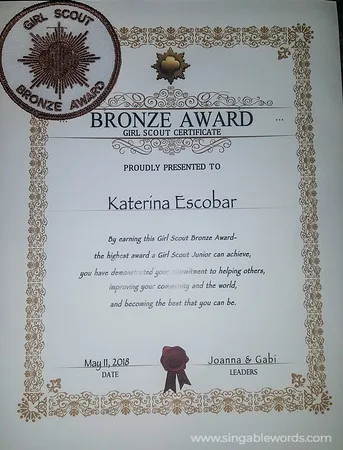 GIRL SCOUT
BRONZE AWARD
BRONZE AWARD
GIRL SCOUT CERTIFICATE
PROUDLY PRESENTED TO
Katerina Escobar
By earning this Girl Scout Bronze Award-
the highest award a Girl Scout Junior can achieve,
you have demonstrated your commitment to helping others,
improving your community and the world,
and becoming the best that you can be.
May 11, 2018
Joanna & Gabi
DATE
LEADERS
www.singablewords.com